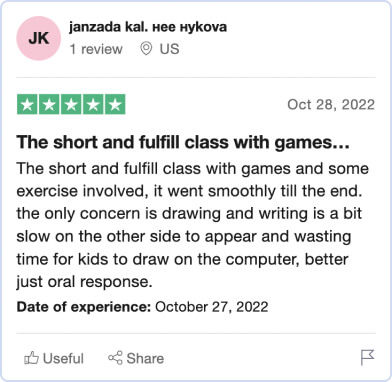 JK
janzada kal. нее нykova
1 review US
Oct 28, 2022
The short and fulfill class with games...
The short and fulfill class with games and some
exercise involved, it went smoothly till the end.
the only concern is drawing and writing is a bit
slow on the other side to appear and wasting
time for kids to draw on the computer, better
just oral response.
Date of experience: October 27, 2022
Useful Share